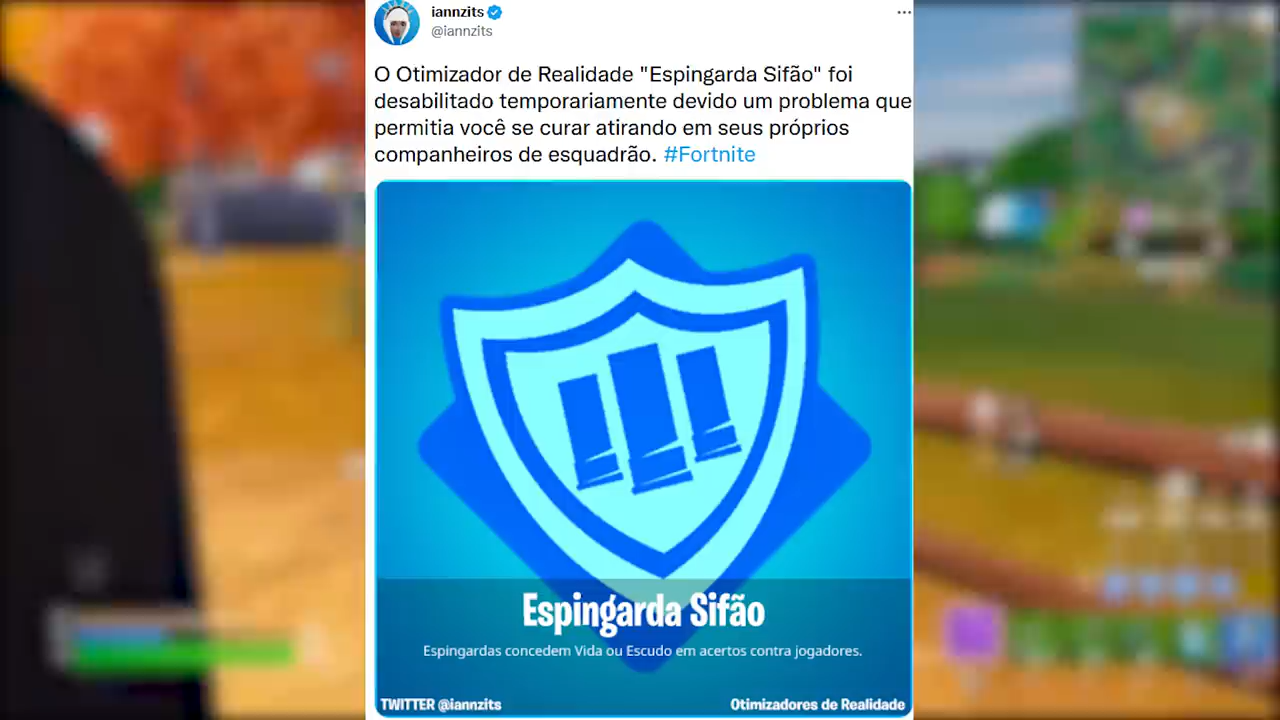 iannzits
@iannzits
O Otimizador de Realidade "Espingarda Sifão" foi
desabilitado temporariamente devido um problema que
permitia você se curar atirando em seus próprios
companheiros de esquadrão. #Fortnite
Espingarda Sifão
Espingardas concedem Vida ou Escudo em acertos contra jogadores.
TWITTER @iannzits
Otimizadores de Realidade